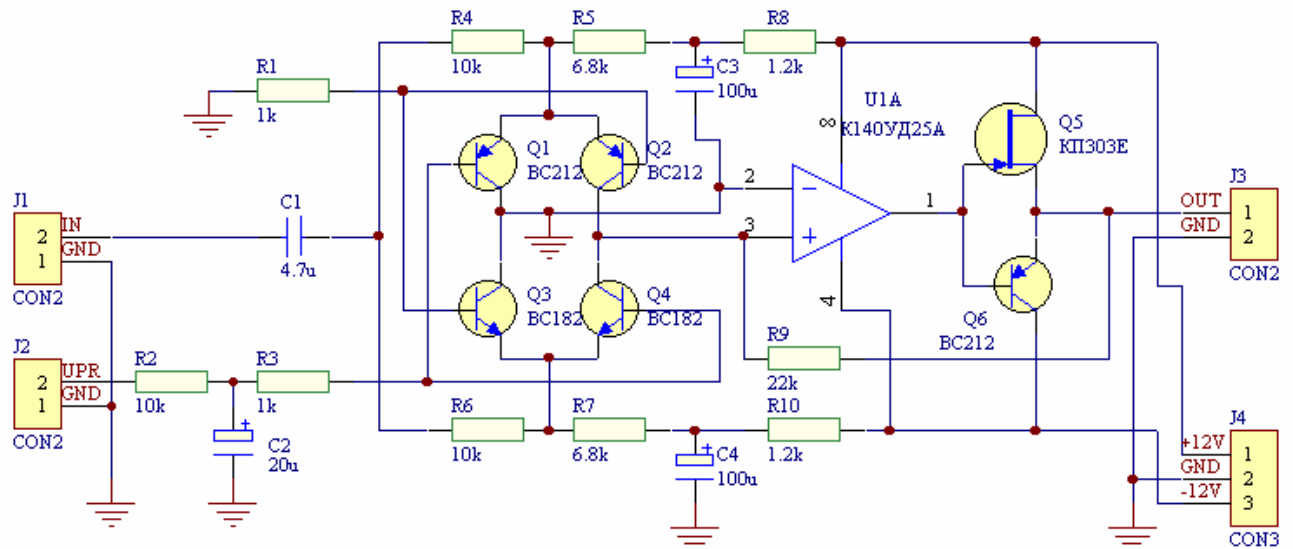 R4
R5
R8
10k
6.8k
1.2k
R1
1k
C3
100u
U1A
К140УД25А
8
Q5
КП303Е
Q1
BC212
Q2
BC212
2
3
1
4
J1
IN
2
GND
1
CON2
C1
4.7u
J3
OUT
1
GND
2
CON2
Q3
BC182
Q4
BC182
Q6
BC212
J2
UPR
2
GND
1
CON2
R2
10k
R3
1k
C2
20u
R9
22k
R6
10k
R7
6.8k
R10
1.2k
C4
100u
J4
+12V
1
GND
2
-12V
3
CON3